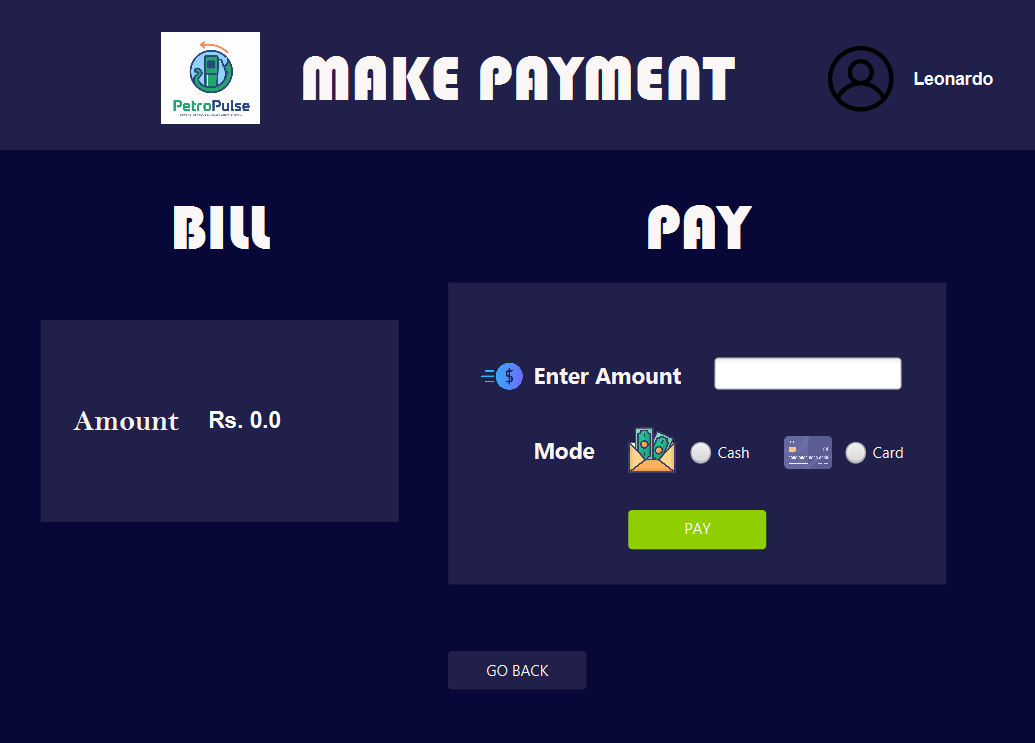 PetroPulse
MAKE PAYMENT
Leonardo
BILL
PAY
Amount Rs. 0.0
Enter Amount
Mode Cash Card
PAY
GO BACK